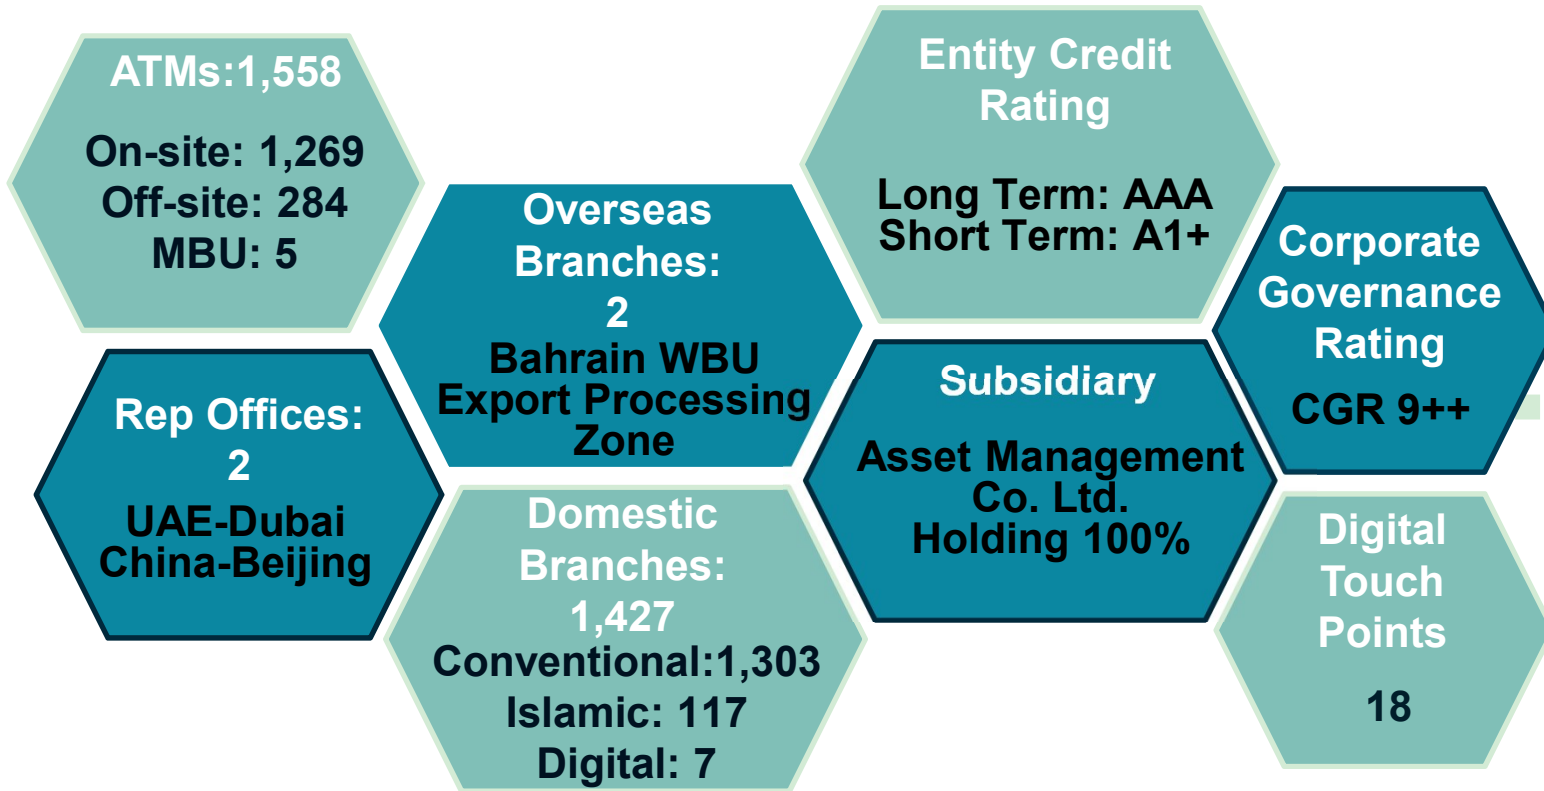 ATMs:1,558
On-site: 1,269
Off-site: 284
MBU: 5
Rep Offices:
2
UAE-Dubai
China-Beijing
Overseas
Branches:
2
Bahrain WBU
Export Processing
Zone
Domestic
Branches:
1,427
Conventional:1,303
Islamic: 117
Digital: 7
Entity Credit
Rating
Long Term: AAA
Short Term: A1+
Subsidiary
Asset Management
Co. Ltd.
Holding 100%
Corporate
Governance
Rating
CGR 9++
Digital
Touch
Points
18